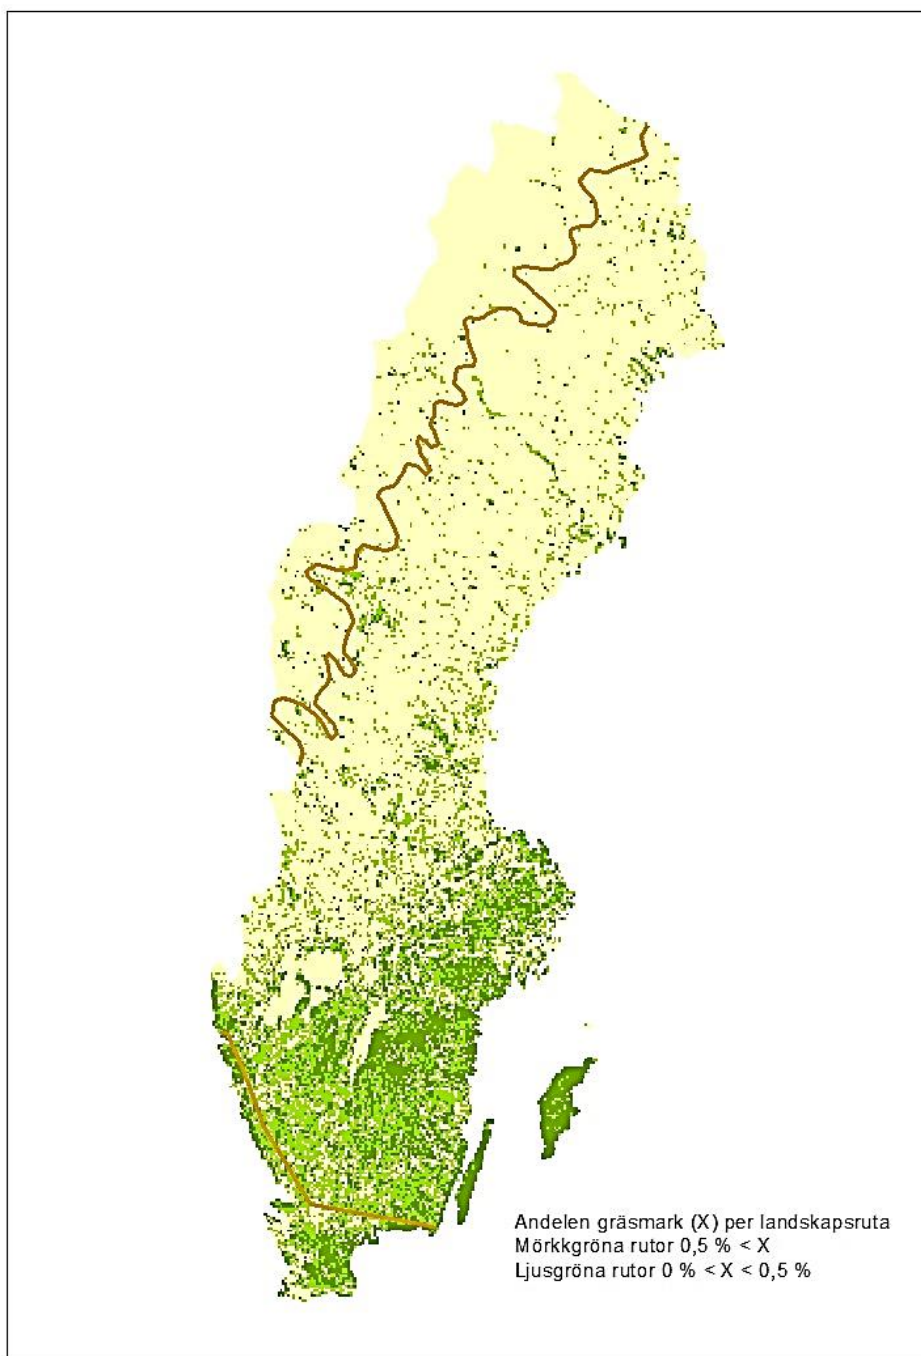 Andelen gräsmark (X) per landskapsruta
Mörkkgröna rutor 0,5 % < X
Ljusgröna rutor 0 % < X < 0,5 %